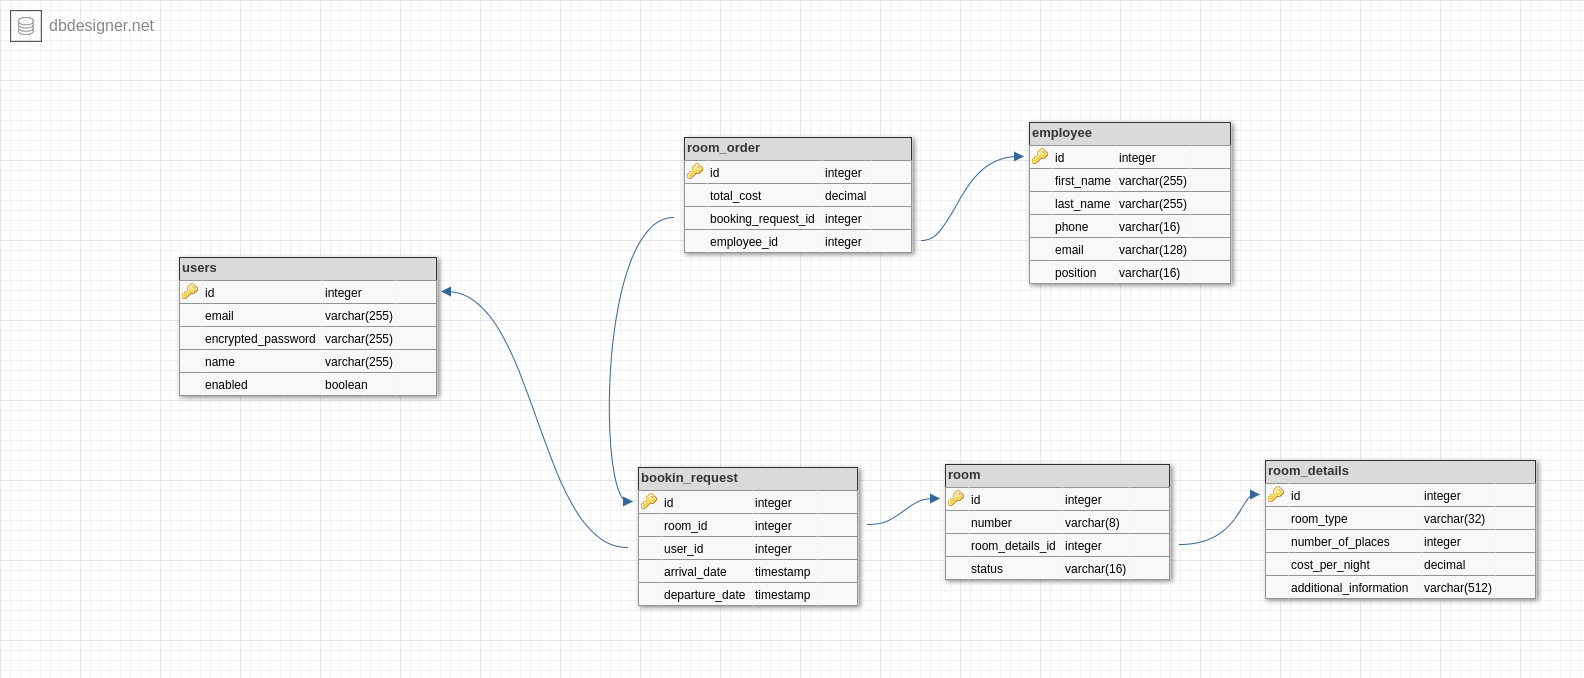 dbdesigner.net
room_order
id integer
total_cost decimal
booking_request_id integer
employee_id integer
employee
id integer
first_name varchar(255)
last_name varchar(255)
phone varchar(16)
email varchar(128)
position varchar(16)
users
id integer
email varchar(255)
encrypted_password varchar(255)
name varchar(255)
enabled boolean
bookin_request
id integer
room_id integer
user_id integer
arrival_date timestamp
departure_date timestamp
room
id integer
number varchar(8)
room_details_id integer
status varchar(16)
room_details
id integer
room_type varchar(32)
number_of_places integer
cost_per_night decimal
additional_information varchar(512)